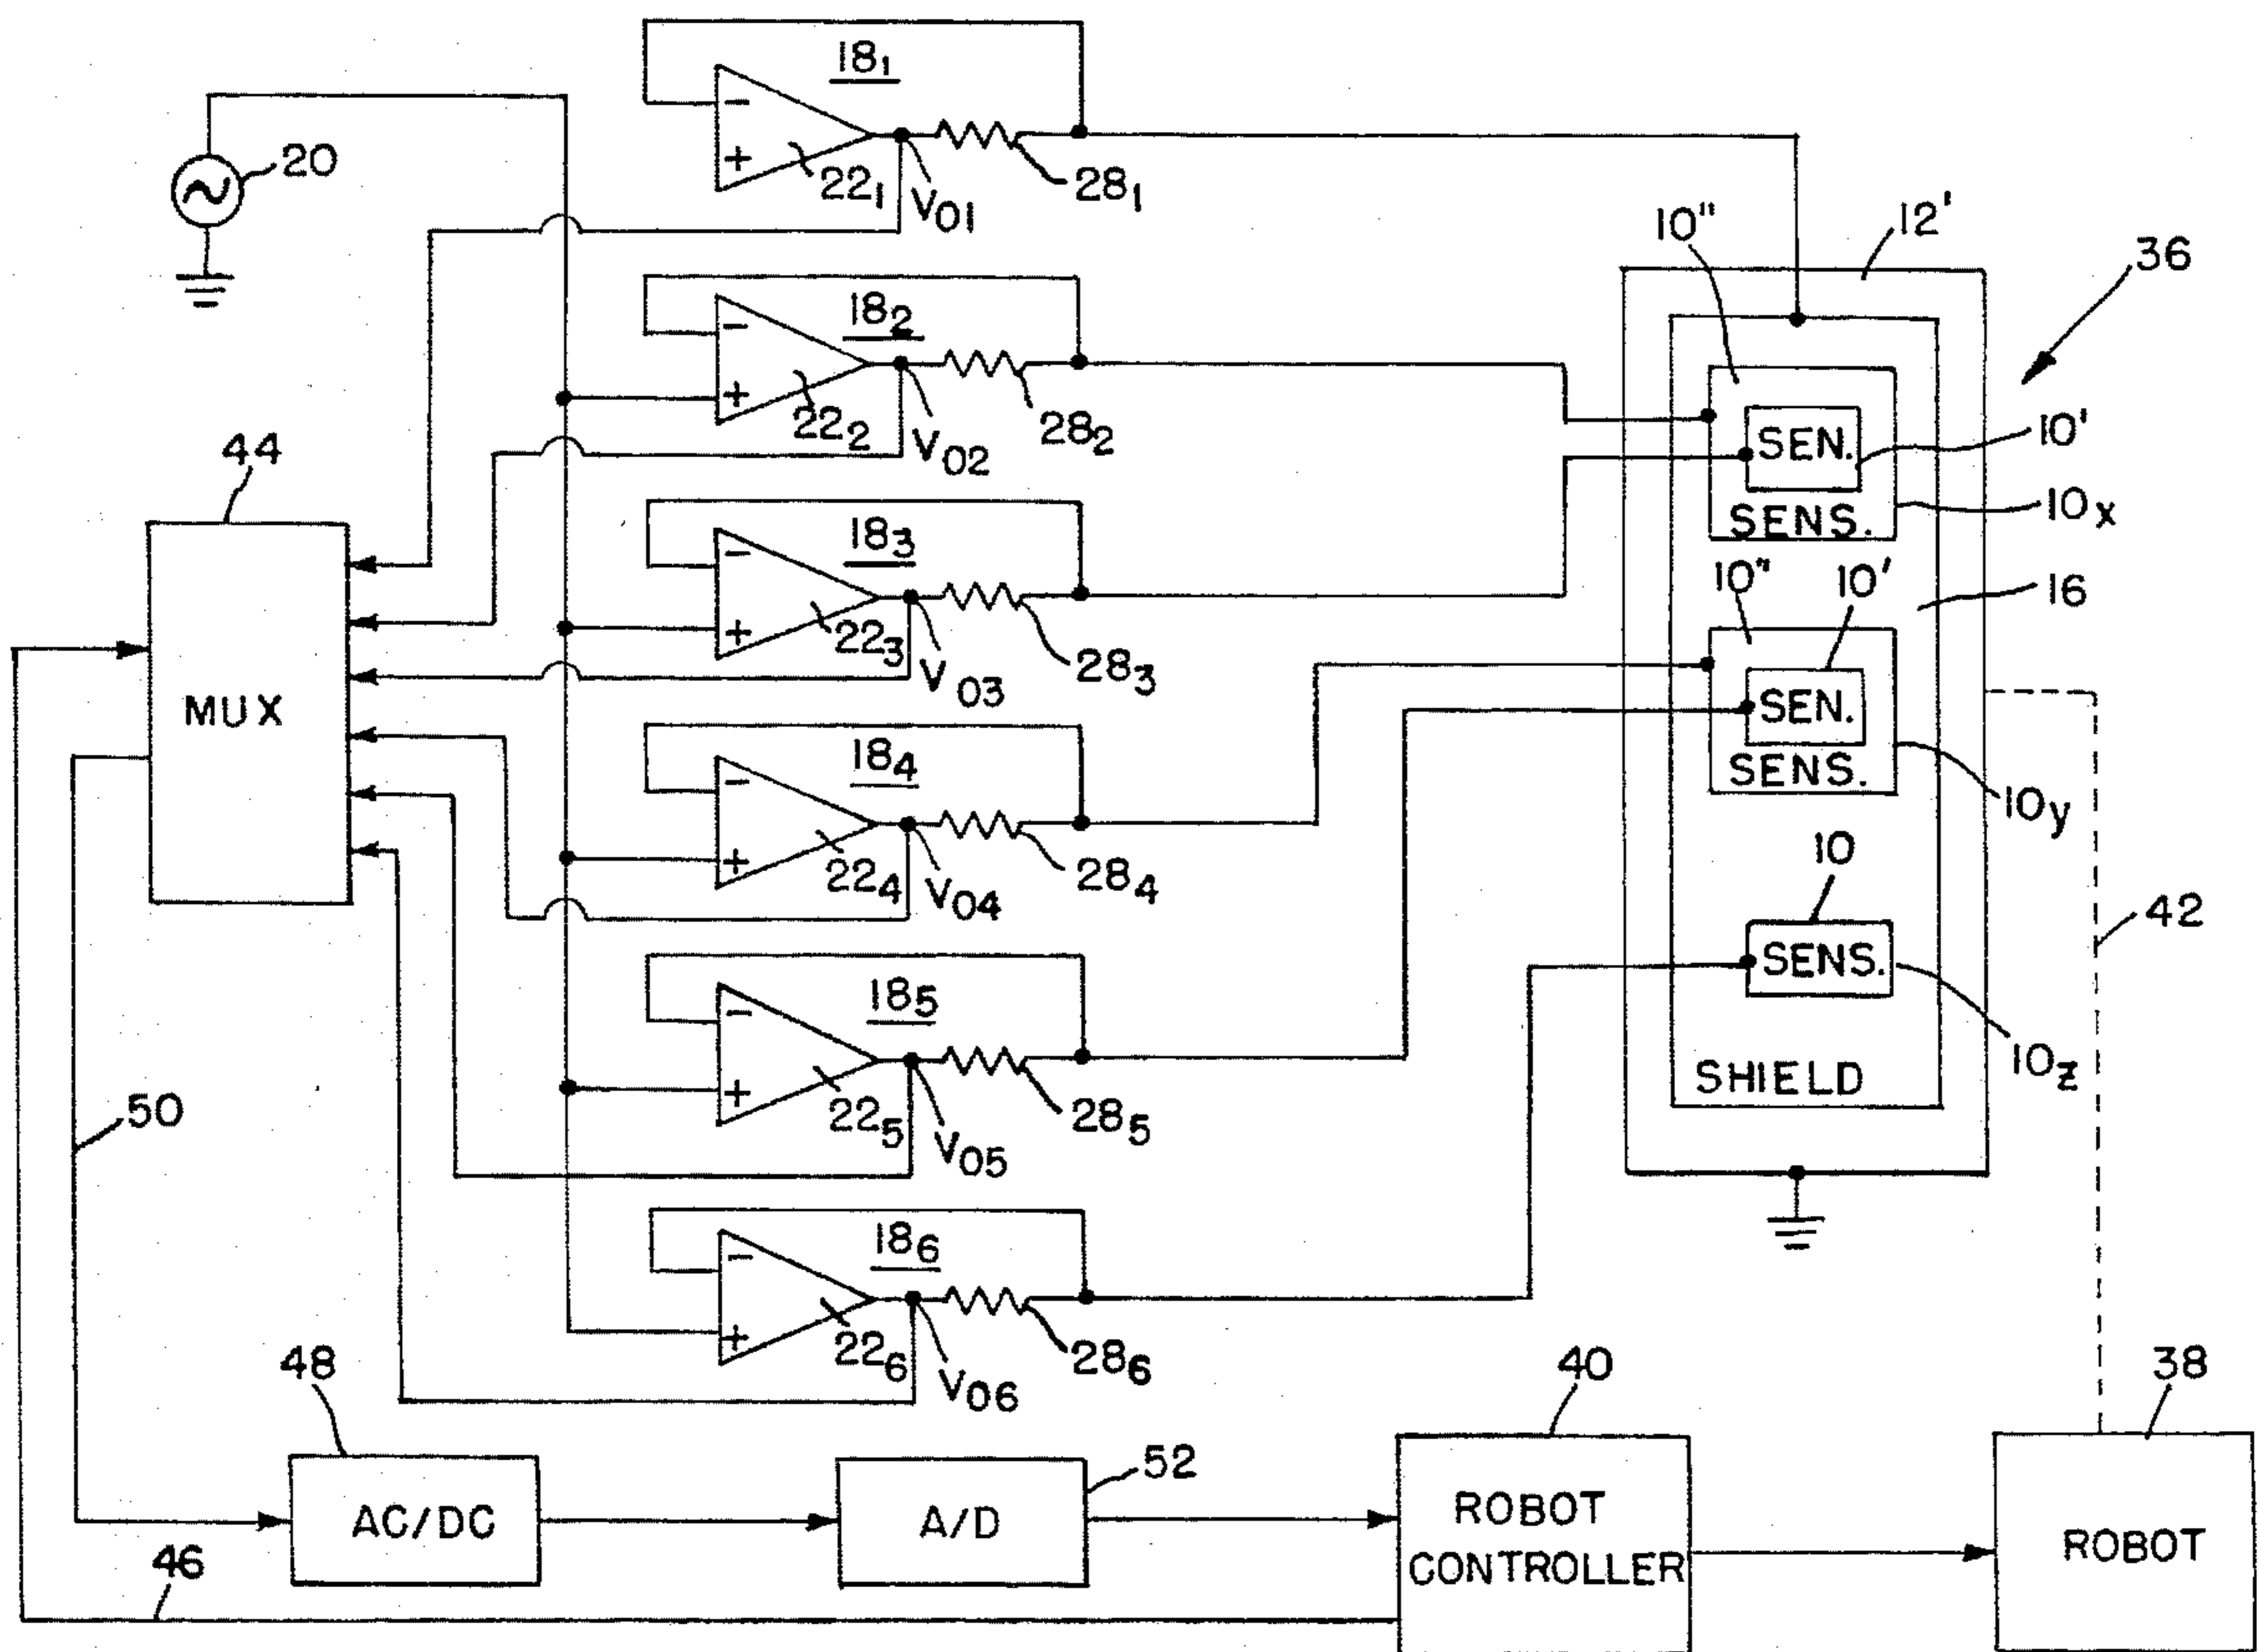 18₁
−
+
22₁
V₀₁
28₁
20
10"
12'
36
18₂
−
+
22₂
V₀₂
28₂
SEN.
10'
SENS.
10x
44
MUX
18₃
−
+
22₃
V₀₃
28₃
10"
10'
16
SEN.
SENS.
10y
18₄
−
+
22₄
V₀₄
28₄
10
SENS.
10z
SHIELD
42
18₅
−
+
22₅
V₀₅
28₅
50
18₆
−
+
22₆
V₀₆
28₆
48
AC/DC
52
A/D
40
ROBOT
CONTROLLER
38
ROBOT
46